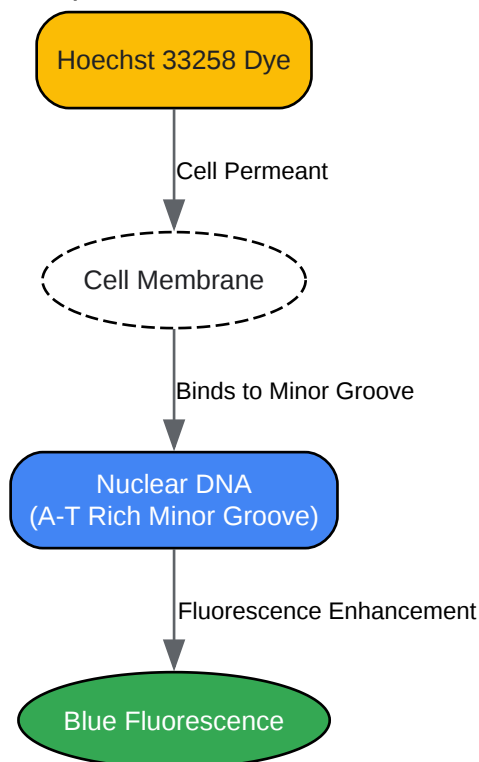 Hoechst 33258 Dye
Cell Permeant
Cell Membrane
Binds to Minor Groove
Nuclear DNA
(A-T Rich Minor Groove)
Fluorescence Enhancement
Blue Fluorescence